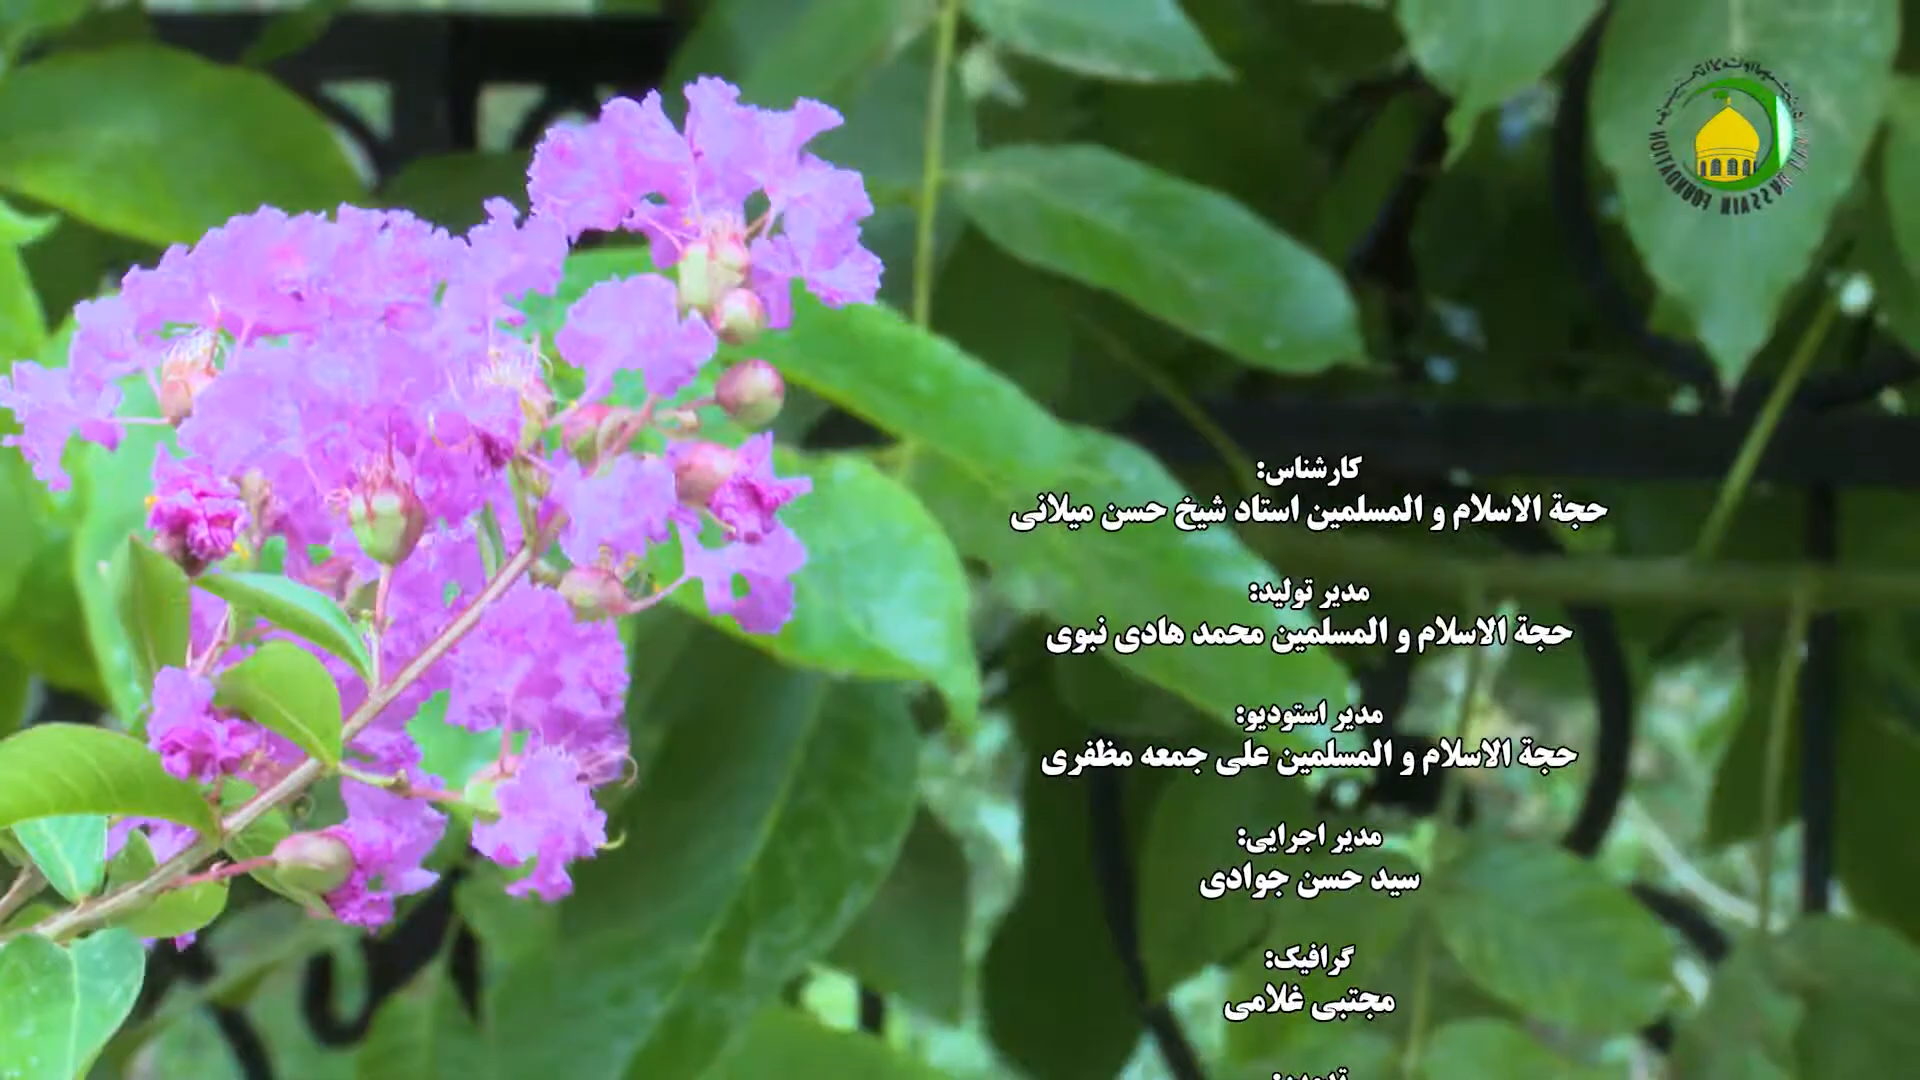 کارشناس:
حجة الاسلام و المسلمین استاد شیخ حسن میلانی
مدیر تولید:
حجة الاسلام و المسلمین محمد هادی نبوی
مدیر استودیو:
حجة الاسلام و المسلمین علی جمعه مظفری
مدیر اجرایی:
سید حسن جوادی
گرافیک:
مجتبی غلامی